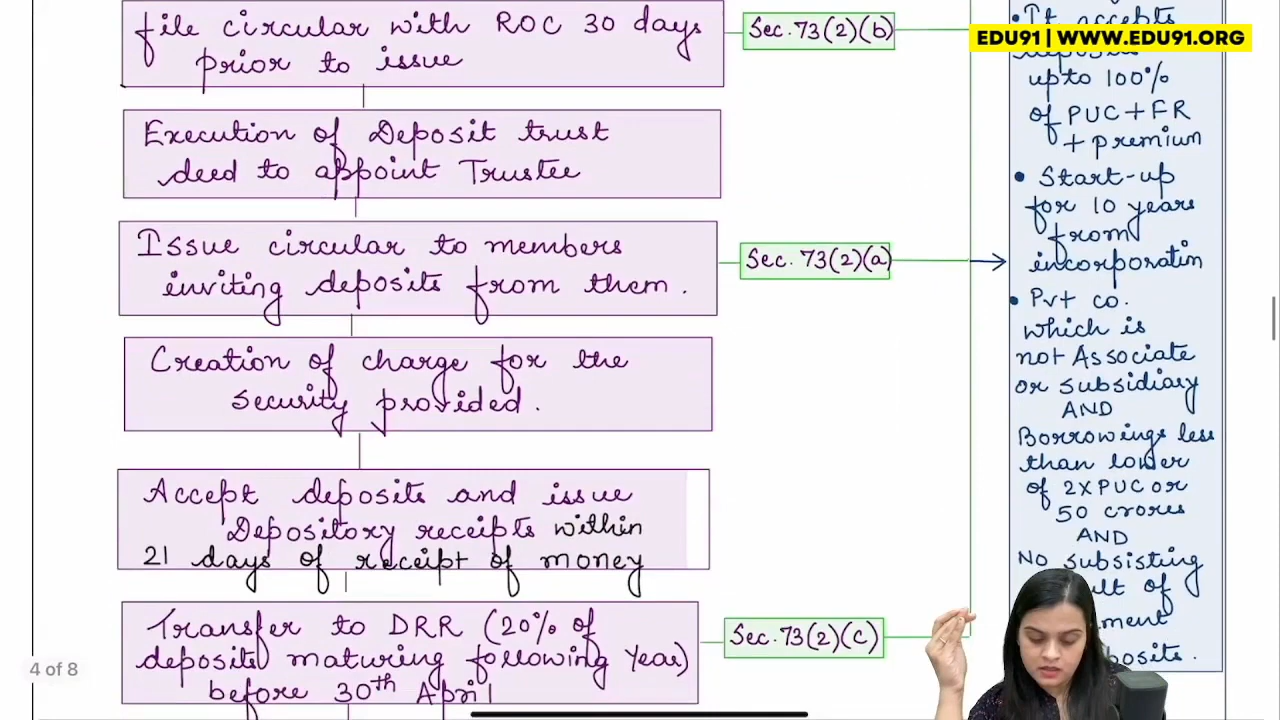 file circular with ROC 30 days
prior to issue
Sec. 73(2)(b)
Execution of Deposit trust
deed to appoint Trustee
Issue circular to members
inviting deposits from them.
Sec. 73(2)(a)
Creation of charge for the
security provided.
Accept deposits and issue
Depository receipts within
21 days of receipt of money
Transfer to DRR (20% of
deposits maturing following Year)
before 30th April
Sec. 73(2)(c)
EDU91 | WWW.EDU91.ORG
• It accepts
upto 100%
of PUC + FR
+ premium
• Start-up
for 10 years
from
incorporatin
• Pvt co.
which is
not Associate
or subsidiary
AND
Borrowings less
than lower
of 2XPUC or
50 crores
AND
No subsisting
of
4 of 8